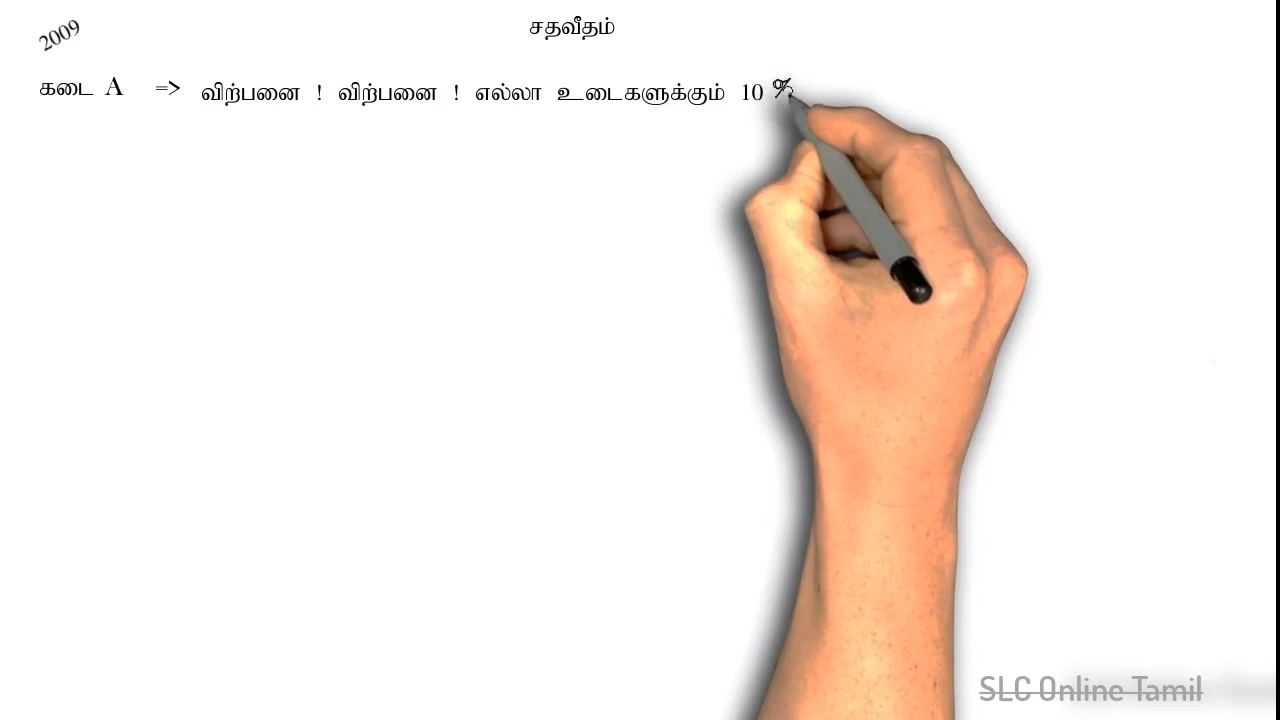 2009
சதவீதம்
கடை A => விற்பனை ! விற்பனை ! எல்லா உடைகளுக்கும் 10 %
SLC Online Tamil